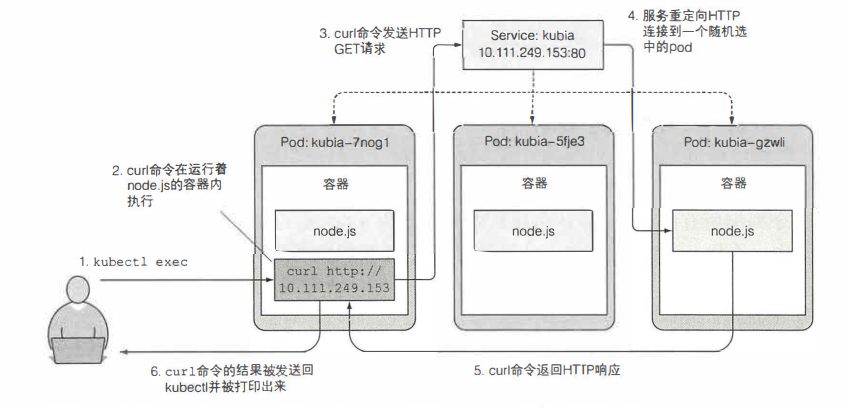 3. curl命令发送HTTP
GET请求
Service: kubia
10.111.249.153:80
4. 服务重定向HTTP
连接到一个随机选
中的pod
Pod: kubia-7nog1
Pod: kubia-5fje3
Pod: kubia-gzwli
2. curl命令在运行着
node.js的容器内
执行
容器
容器
容器
node.js
node.js
node.js
1. kubectl exec
curl http://
10.111.249.153
6. curl命令的结果被发送回
kubectl并被打印出来
5. curl命令返回HTTP响应